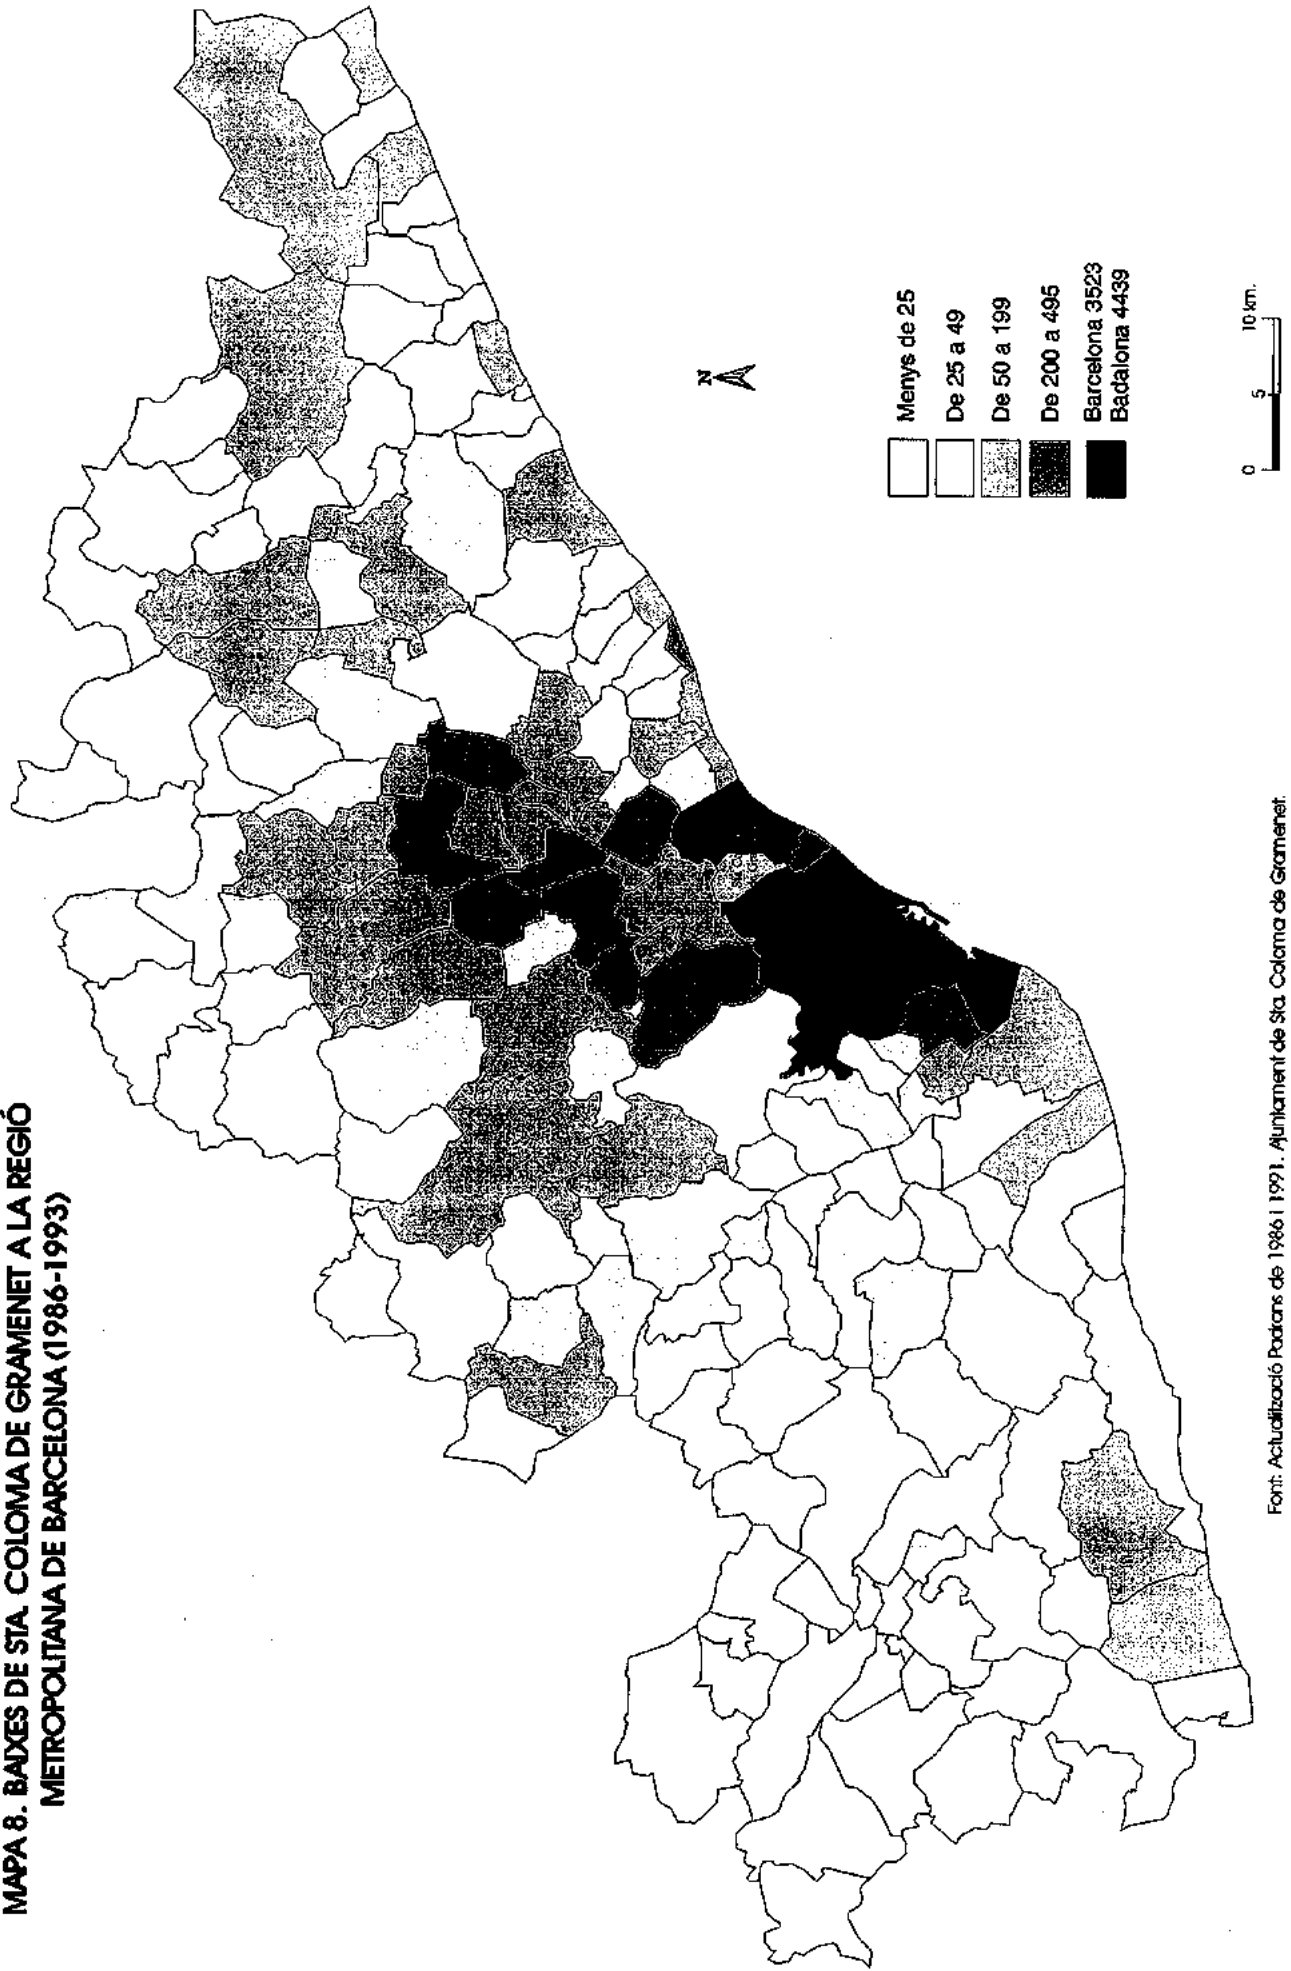 MAPA 8. BAIXES DE STA. COLOMA DE GRAMENET A LA REGIÓ
METROPOLITANA DE BARCELONA (1986-1993)
N
Menys de 25
De 25 a 49
De 50 a 199
De 200 a 495
Barcelona 3523
Badalona 4439
0 5 10 km.
Font: Actualització Padrons de 1986 i 1991. Ajuntament de Sta. Coloma de Gramenet.